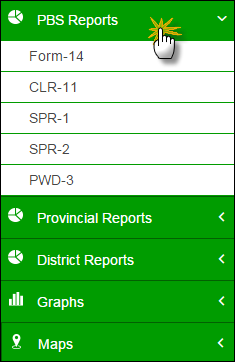 PBS Reports
Form-14
CLR-11
SPR-1
SPR-2
PWD-3
Provincial Reports
District Reports
Graphs
Maps